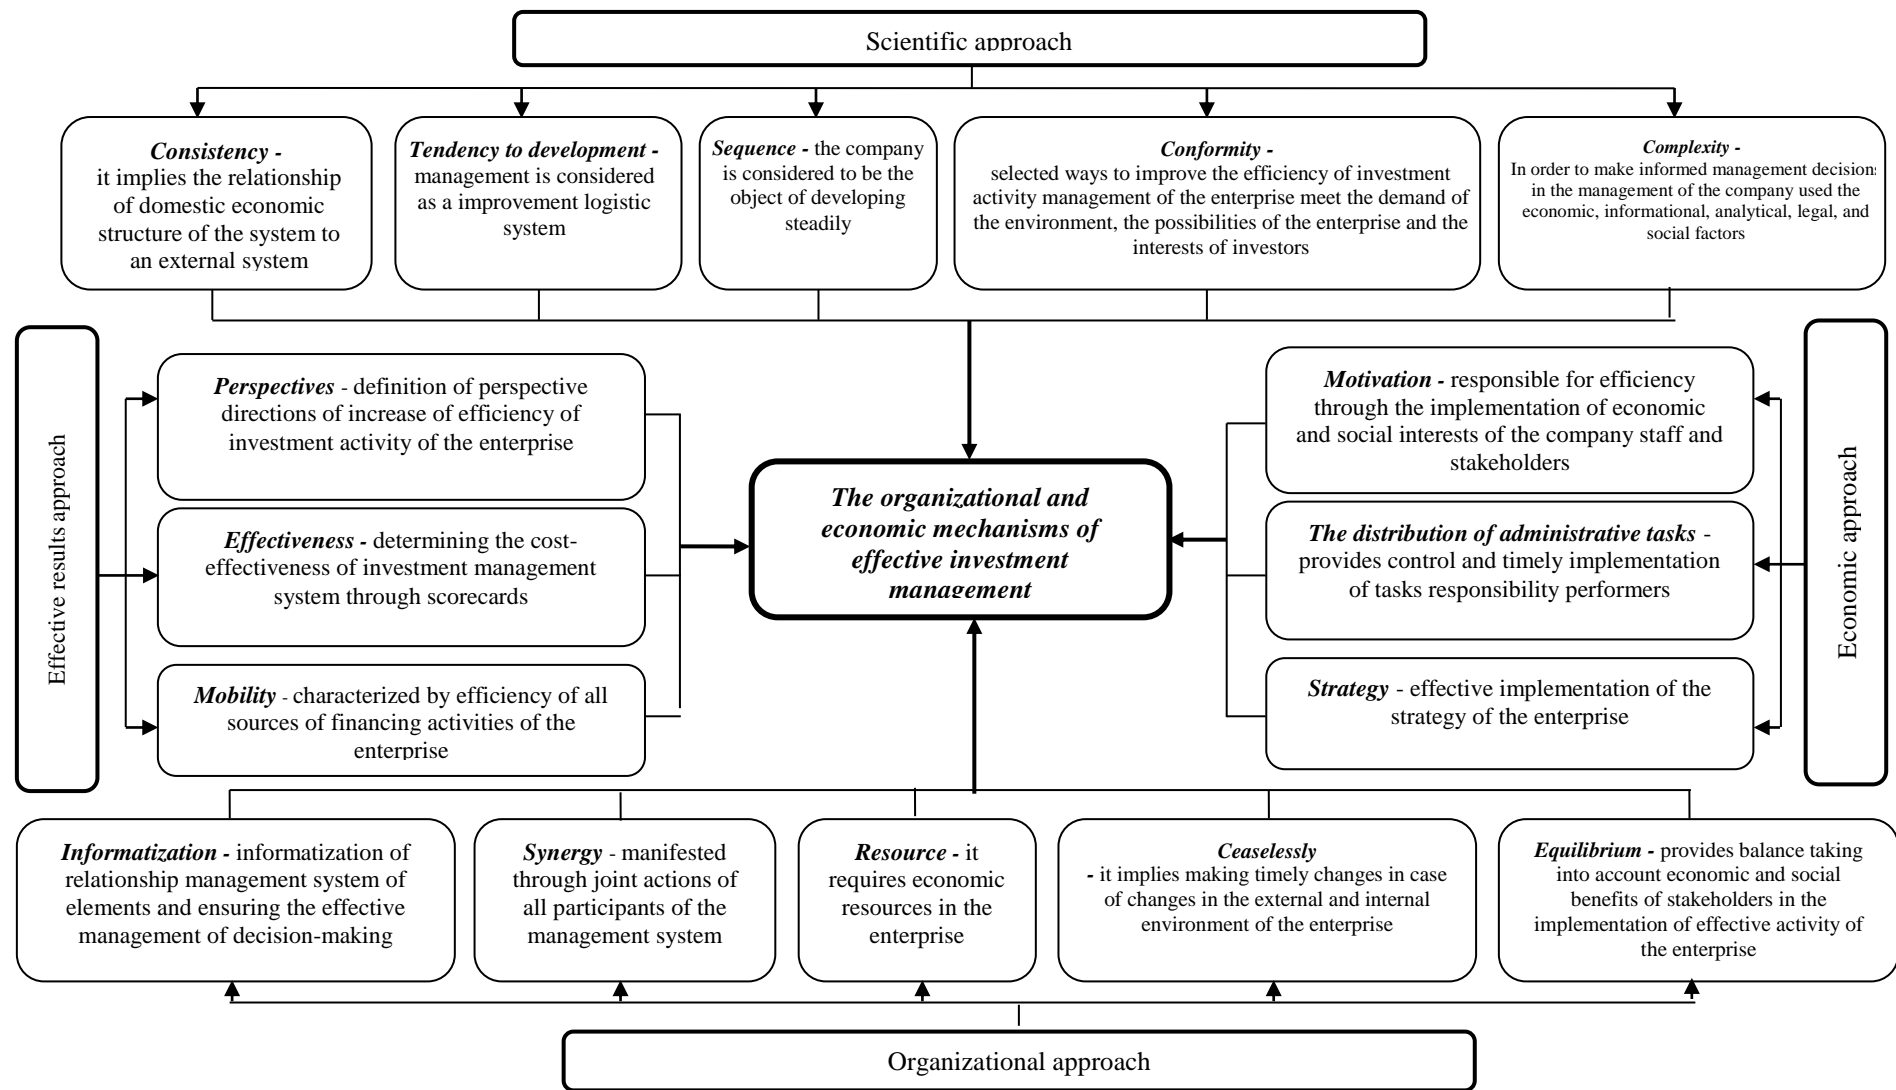 Scientific approach
Consistency -
it implies the relationship
of domestic economic
structure of the system to
an external system
Tendency to development -
management is considered
as a improvement logistic
system
Sequence - the company
is considered to be the
object of developing
steadily
Conformity -
selected ways to improve the efficiency of investment
activity management of the enterprise meet the demand of
the environment, the possibilities of the enterprise and the
interests of investors
Complexity -
In order to make informed management decisions
in the management of the company used the
economic, informational, analytical, legal, and
social factors
Effective results approach
Perspectives - definition of perspective
directions of increase of efficiency of
investment activity of the enterprise
Effectiveness - determining the cost-
effectiveness of investment management
system through scorecards
Mobility - characterized by efficiency of all
sources of financing activities of the
enterprise
The organizational and
economic mechanisms of
effective investment
management
Motivation - responsible for efficiency
through the implementation of economic
and social interests of the company staff and
stakeholders
The distribution of administrative tasks -
provides control and timely implementation
of tasks responsibility performers
Strategy - effective implementation of the
strategy of the enterprise
Economic approach
Informatization - informatization of
relationship management system of
elements and ensuring the effective
management of decision-making
Synergy - manifested
through joint actions of
all participants of the
management system
Resource - it
requires economic
resources in the
enterprise
Ceaselessly
- it implies making timely changes in case
of changes in the external and internal
environment of the enterprise
Equilibrium - provides balance taking
into account economic and social
benefits of stakeholders in the
implementation of effective activity of
the enterprise
Organizational approach